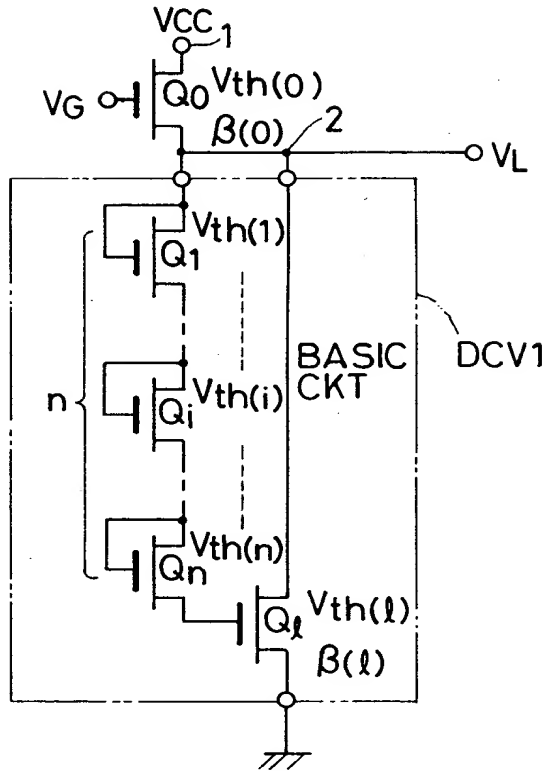 VCC 1
VG Q0 Vth(0)
β(0) 2
VL
Vth(1)
Q1
BASIC
CKT
DCV1
n
Vth(i)
Qi
Vth(n)
Qn
Vth(ℓ)
Qℓ
β(ℓ)